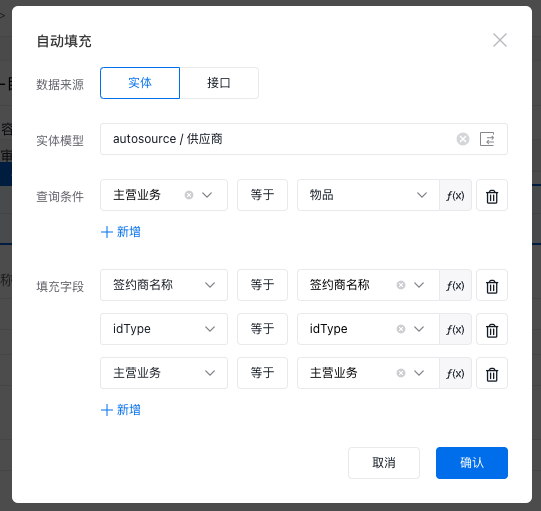 自动填充
数据来源 实体 接口
实体模型 autosource / 供应商
查询条件 主营业务 等于 物品 ƒ(x)
新增
填充字段 签约商名称 等于 签约商名称 ƒ(x)
idType 等于 idType ƒ(x)
主营业务 等于 主营业务 ƒ(x)
新增
取消 确认